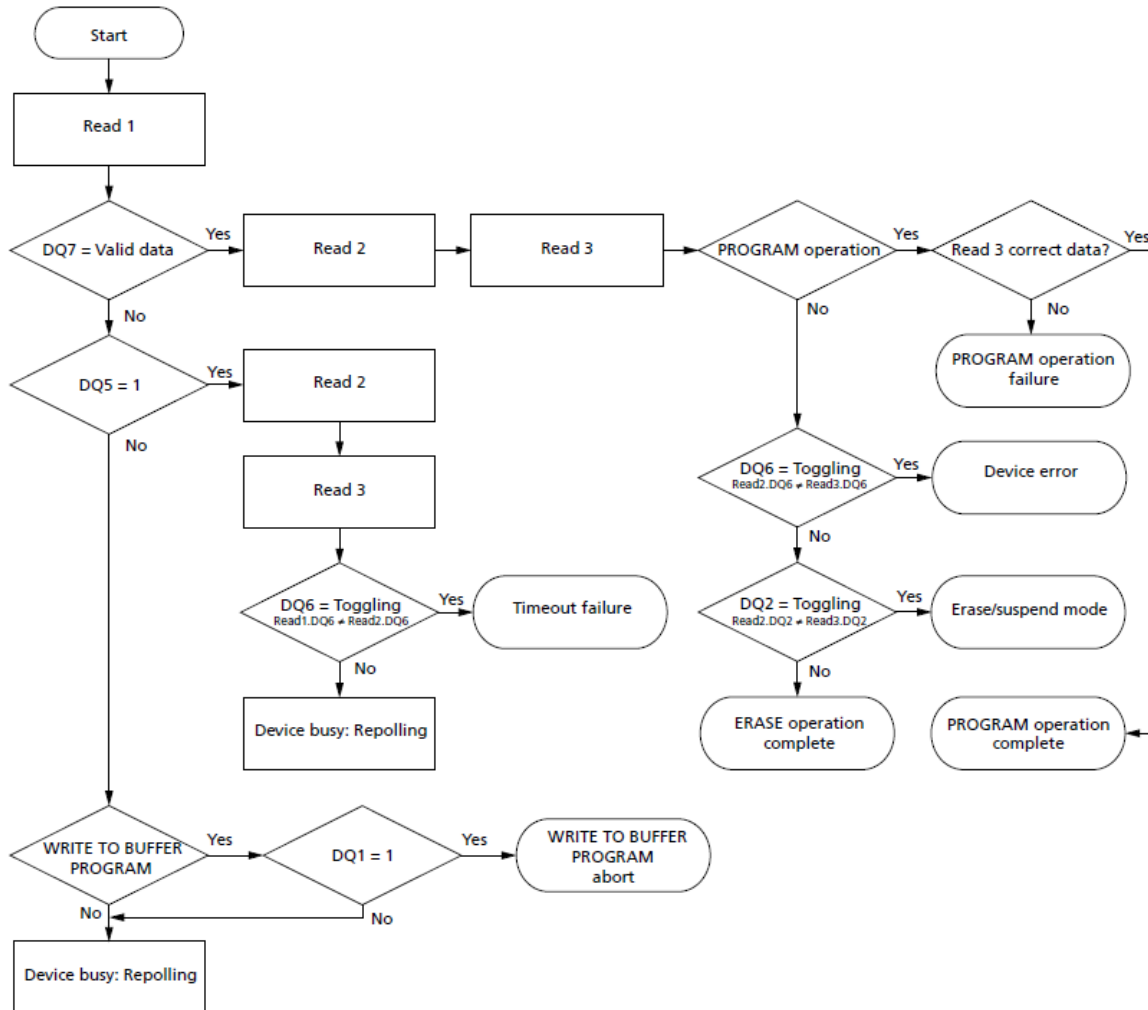 Start
Read 1
DQ7 = Valid data
Yes
Read 2
Read 3
PROGRAM operation
Yes
Read 3 correct data?
Yes
No
No
No
PROGRAM operation
failure
DQ5 = 1
Yes
Read 2
No
Read 3
DQ6 = Toggling
Read2.DQ6 ≠ Read3.DQ6
Yes
Device error
No
DQ6 = Toggling
Read1.DQ6 ≠ Read2.DQ6
Yes
Timeout failure
No
DQ2 = Toggling
Read2.DQ2 ≠ Read3.DQ2
Yes
Erase/suspend mode
No
Device busy: Repolling
ERASE operation
complete
PROGRAM operation
complete
WRITE TO BUFFER
PROGRAM
Yes
DQ1 = 1
Yes
WRITE TO BUFFER
PROGRAM
abort
No
No
Device busy: Repolling